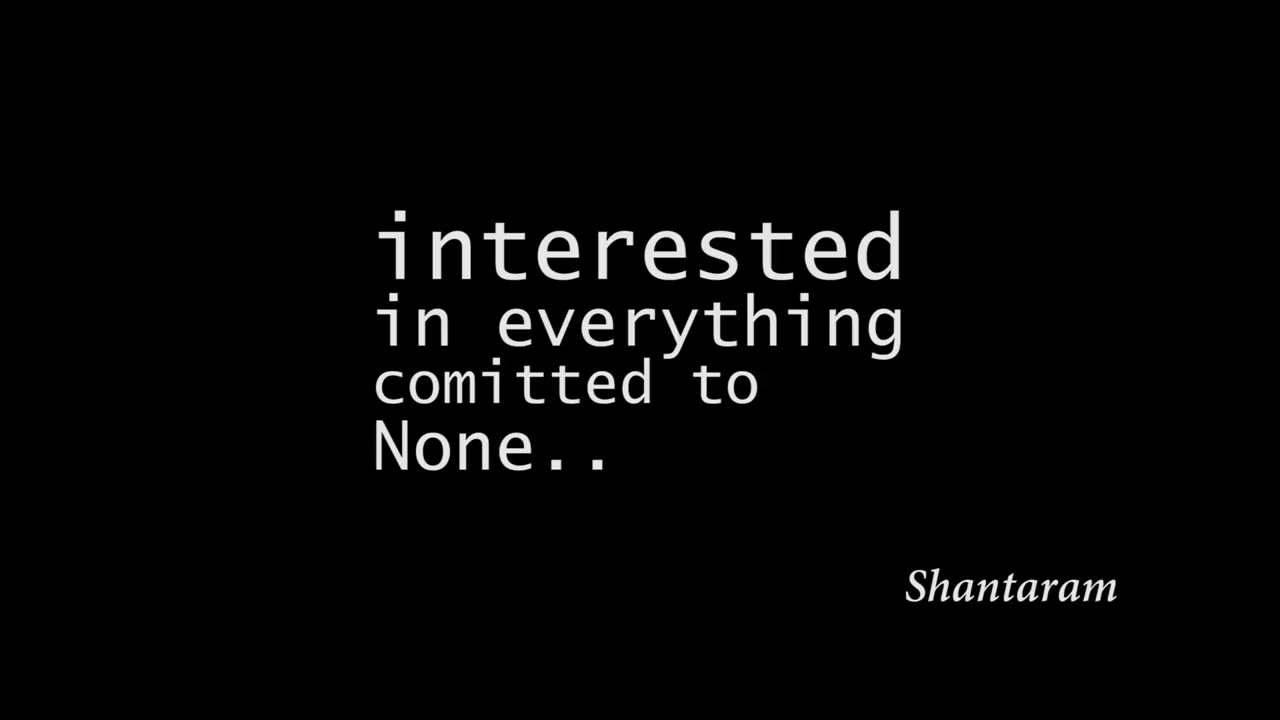 interested
in everything
comitted to
None..
Shantaram